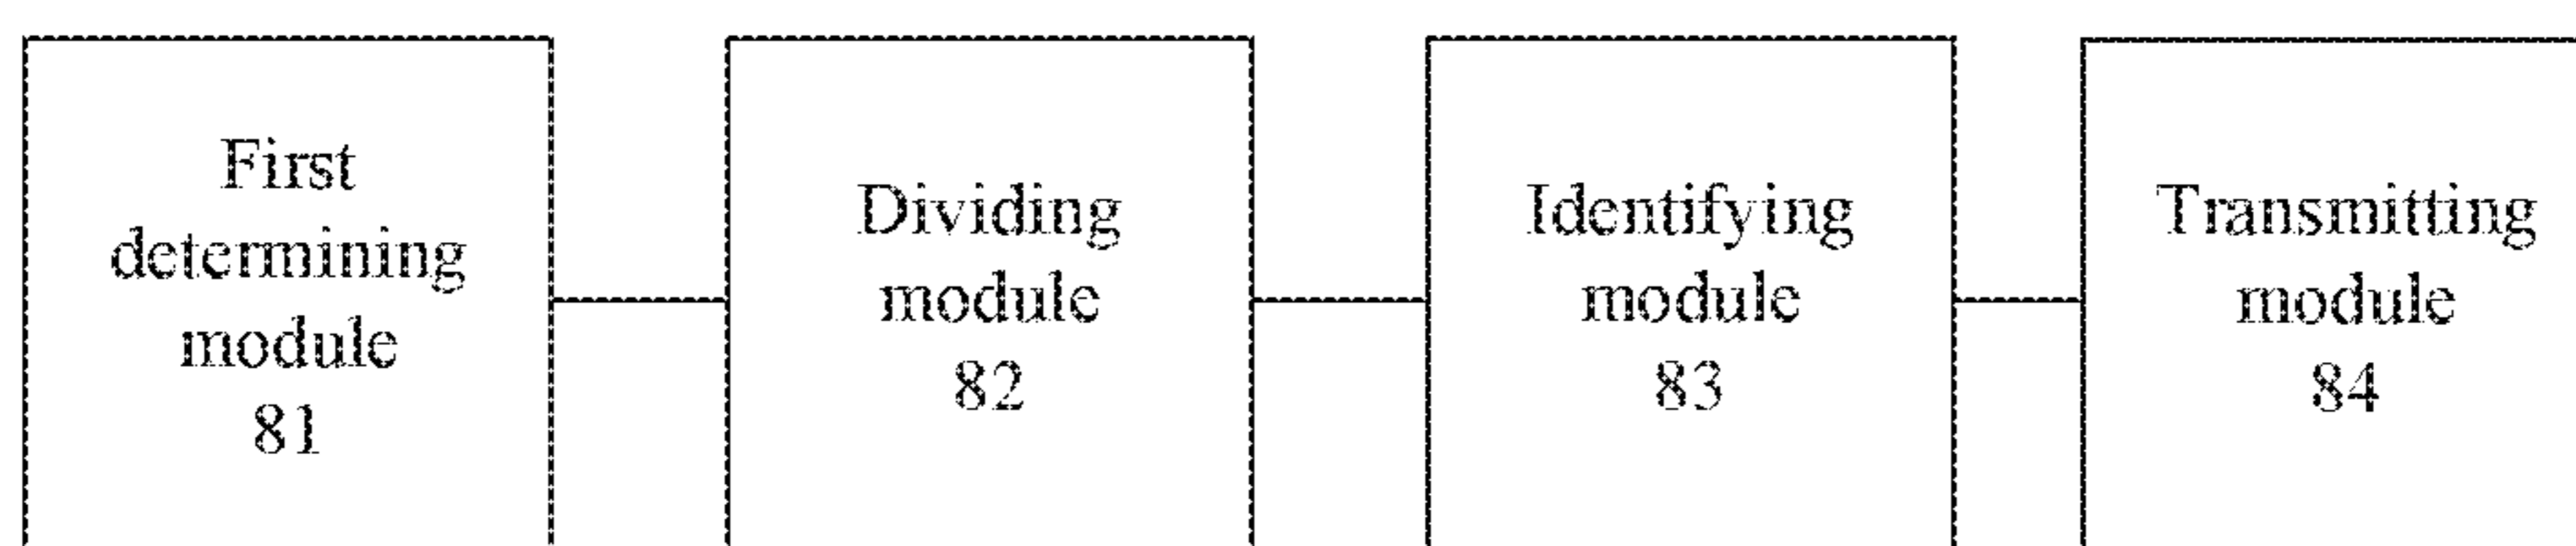 First
determining
module
81
Dividing
module
82
Identifying
module
83
Transmitting
module
84